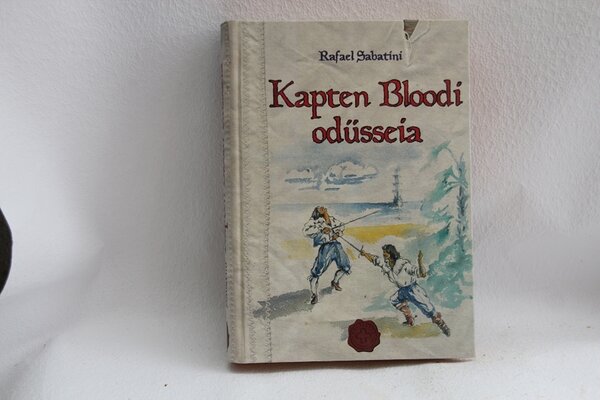 Rafael Sabatini
Kapten Bloodi
odüsseia